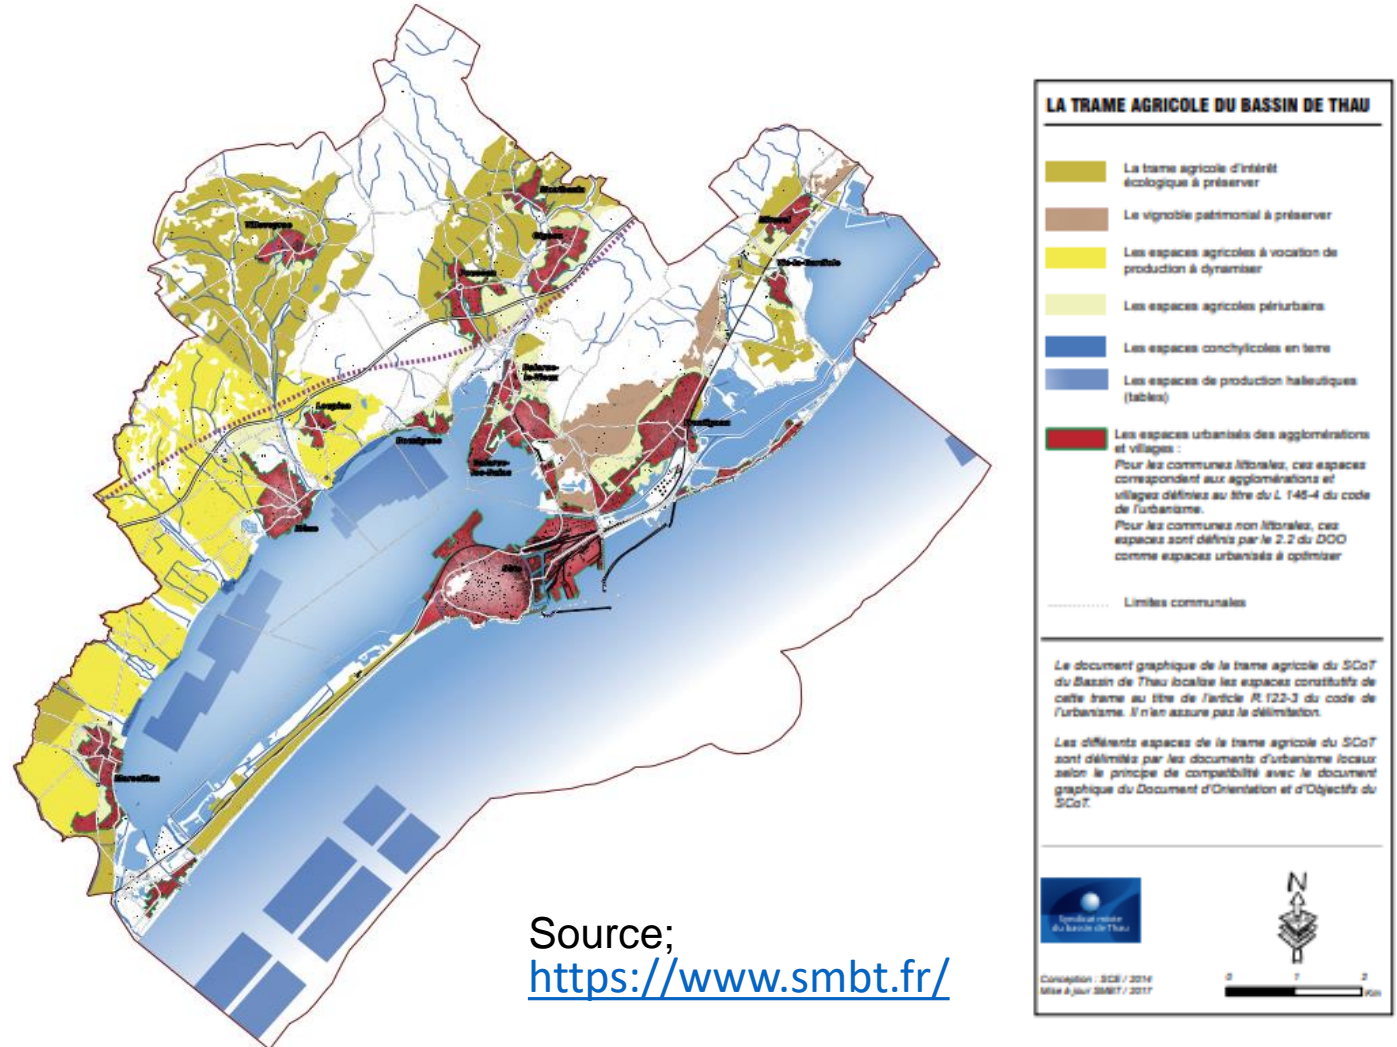 Villeveyrac
Montbazin
Gigean
Poussan
Mireval
Vic-la-Gardiole
Balaruc-
le-Vieux
Loupian
Bouzigues
Frontignan
Balaruc-
les-Bains
Mèze
Sète
Marseillan
Source;
https://www.smbt.fr/
LA TRAME AGRICOLE DU BASSIN DE THAU
La trame agricole d'intérêt
écologique à préserver
Le vignoble patrimonial à préserver
Les espaces agricoles à vocation de
production à dynamiser
Les espaces agricoles périurbains
Les espaces conchylicoles en terre
Les espaces de production halieutiques
(tables)
Les espaces urbanisés des agglomérations
et villages :
Pour les communes littorales, ces espaces
correspondent aux agglomérations et
villages définies au titre du L 146-4 du code
de l'urbanisme.
Pour les communes non littorales, ces
espaces sont définis par le 2.2 du DOO
comme espaces urbanisés à optimiser
Limites communales
Le document graphique de la trame agricole du SCoT
du Bassin de Thau localise les espaces constitutifs de
cette trame au titre de l'article R.122-3 du code de
l'urbanisme. Il n'en assure pas la délimitation.
Les différents espaces de la trame agricole du SCoT
sont délimités par les documents d'urbanisme locaux
selon le principe de compatibilité avec le document
graphique du Document d'Orientation et d'Objectifs du
SCoT.
Syndicat mixte
du bassin de Thau
N
Conception : SCE / 2014
Mise à jour SMBT / 2017
0 1 2
Km